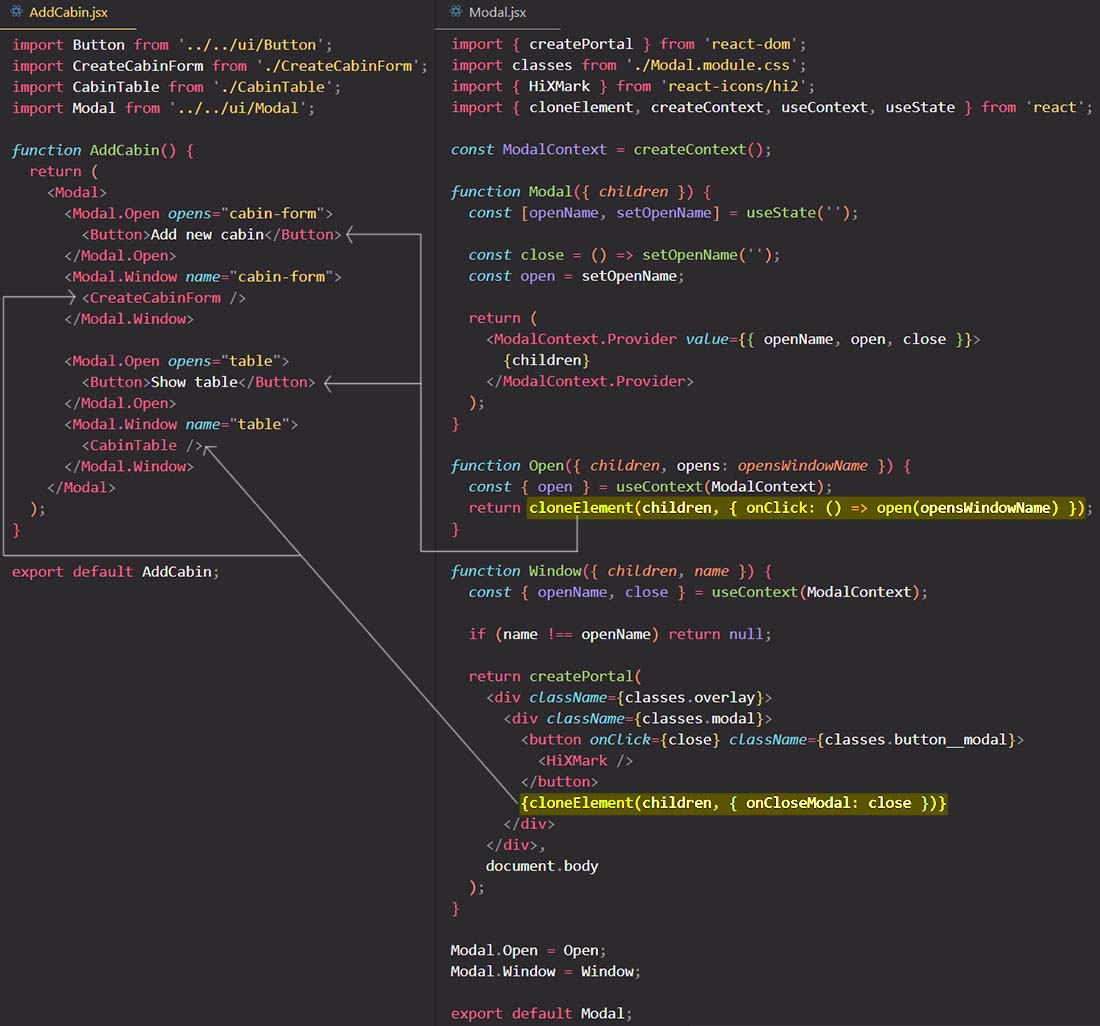 AddCabin.jsx
import Button from '../../ui/Button';
import CreateCabinForm from './CreateCabinForm';
import CabinTable from './CabinTable';
import Modal from '../../ui/Modal';
function AddCabin() {
return (
<Modal>
<Modal.Open opens="cabin-form">
<Button>Add new cabin</Button>
</Modal.Open>
<Modal.Window name="cabin-form">
<CreateCabinForm />
</Modal.Window>
<Modal.Open opens="table">
<Button>Show table</Button>
</Modal.Open>
<Modal.Window name="table">
<CabinTable />
</Modal.Window>
</Modal>
);
}
export default AddCabin;
Modal.jsx
import { createPortal } from 'react-dom';
import classes from './Modal.module.css';
import { HiXMark } from 'react-icons/hi2';
import { cloneElement, createContext, useContext, useState } from 'react';
const ModalContext = createContext();
function Modal({ children }) {
const [openName, setOpenName] = useState('');
const close = () => setOpenName('');
const open = setOpenName;
return (
<ModalContext.Provider value={{ openName, open, close }}>
{children}
</ModalContext.Provider>
);
}
function Open({ children, opens: opensWindowName }) {
const { open } = useContext(ModalContext);
return cloneElement(children, { onClick: () => open(opensWindowName) });
}
function Window({ children, name }) {
const { openName, close } = useContext(ModalContext);
if (name !== openName) return null;
return createPortal(
<div className={classes.overlay}>
<div className={classes.modal}>
<button onClick={close} className={classes.button__modal}>
<HiXMark />
</button>
{cloneElement(children, { onCloseModal: close })}
</div>
</div>,
document.body
);
}
Modal.Open = Open;
Modal.Window = Window;
export default Modal;